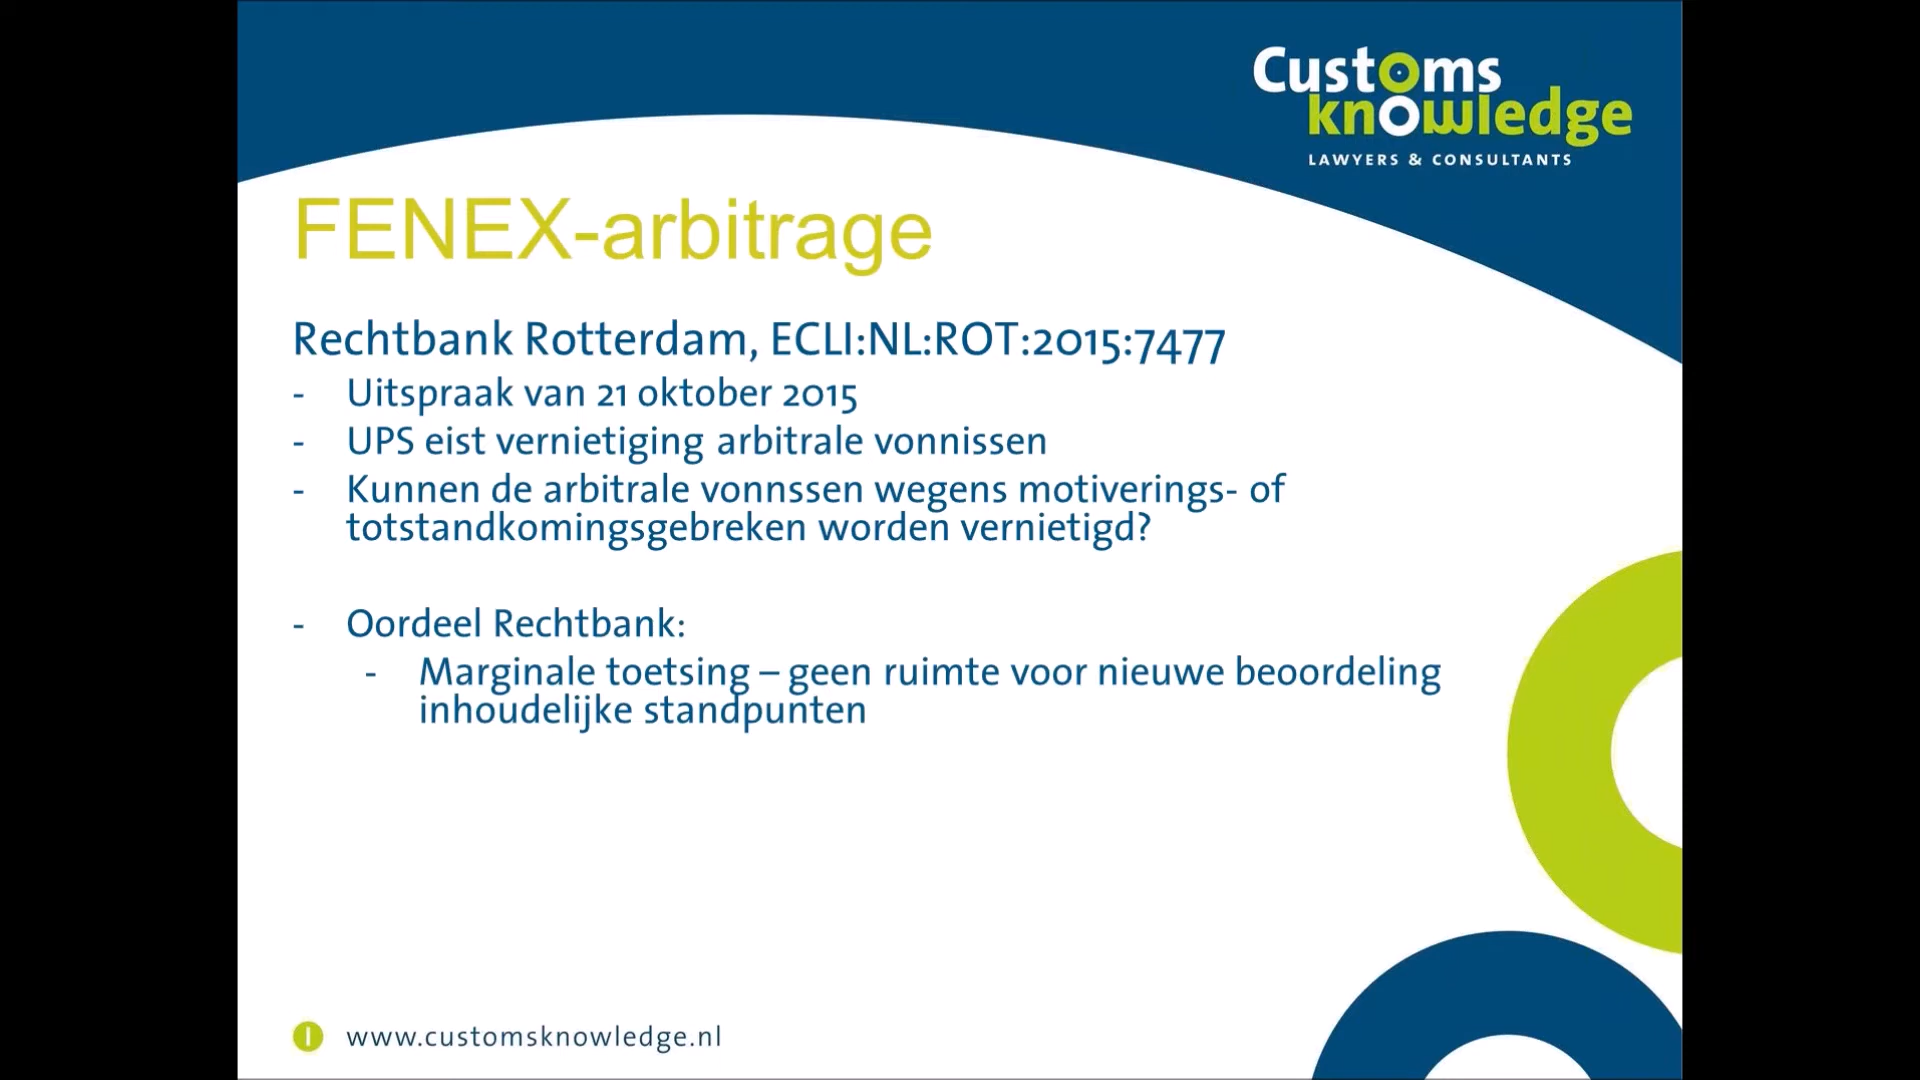 Customs
knowledge
LAWYERS & CONSULTANTS
FENEX-arbitrage
Rechtbank Rotterdam, ECLI:NL:ROT:2015:7477
- Uitspraak van 21 oktober 2015
- UPS eist vernietiging arbitrale vonnissen
- Kunnen de arbitrale vonnssen wegens motiverings- of
totstandkomingsgebreken worden vernietigd?
- Oordeel Rechtbank:
- Marginale toetsing – geen ruimte voor nieuwe beoordeling
inhoudelijke standpunten
www.customsknowledge.nl